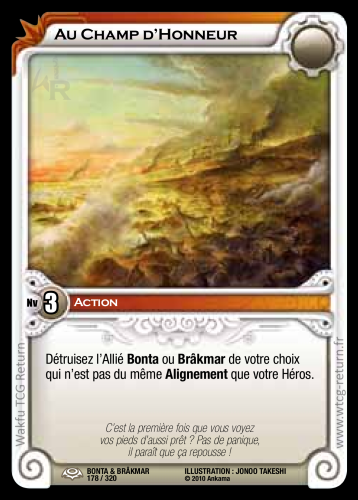 Au Champ d'Honneur
WR
Nv 3 Action
Détruisez l'Allié Bonta ou Brâkmar de votre choix
qui n'est pas du même Alignement que votre Héros.
C'est la première fois que vous voyez
vos pieds d'aussi prêt ? Pas de panique,
il paraît que ça repousse !
BONTA & BRÂKMAR
178 / 320
ILLUSTRATION : JONOO TAKESHI
© 2010 Ankama
Wakfu TCG Return
www.wtcg-return.fr